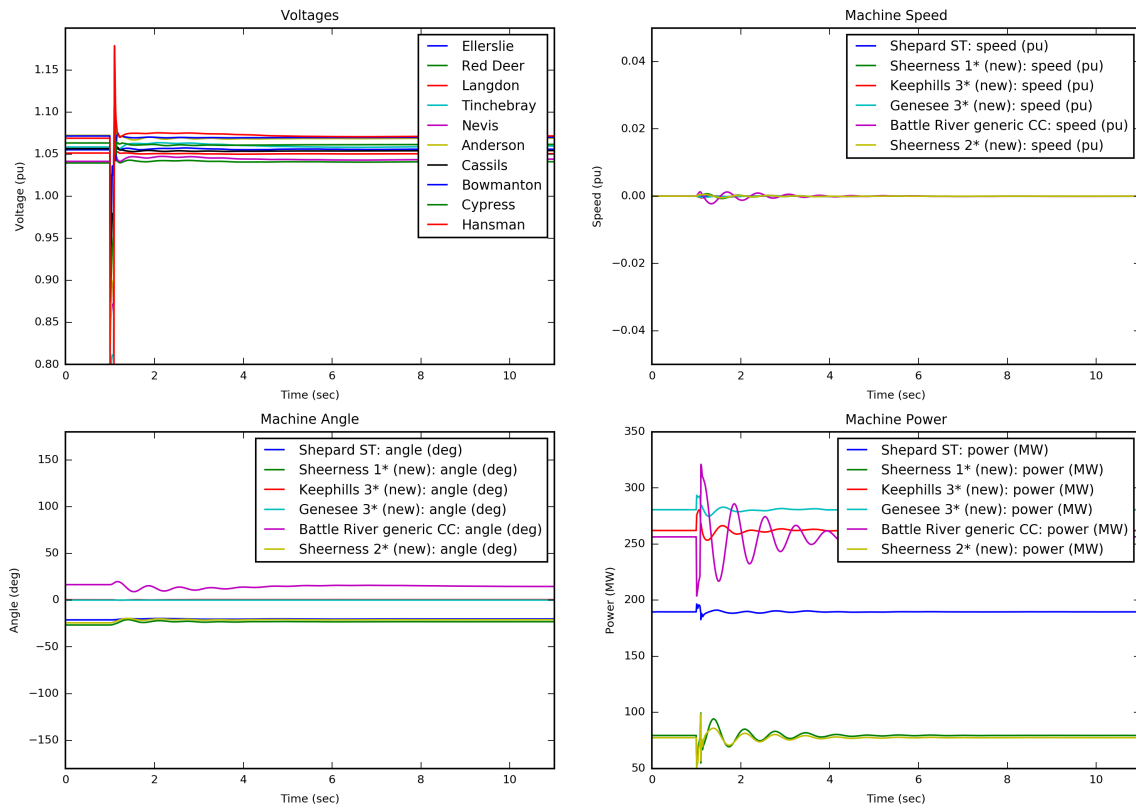 Voltages
Voltage (pu)
1.15
1.10
1.05
1.00
0.95
0.90
0.85
0.80
0 2 4 6 8 10
Time (sec)
Ellerslie
Red Deer
Langdon
Tinchebray
Nevis
Anderson
Cassils
Bowmanton
Cypress
Hansman
Machine Speed
Speed (pu)
0.04
0.02
0.00
−0.02
−0.04
0 2 4 6 8 10
Time (sec)
Shepard ST: speed (pu)
Sheerness 1* (new): speed (pu)
Keephills 3* (new): speed (pu)
Genesee 3* (new): speed (pu)
Battle River generic CC: speed (pu)
Sheerness 2* (new): speed (pu)
Machine Angle
Angle (deg)
150
100
50
0
−50
−100
−150
0 2 4 6 8 10
Time (sec)
Shepard ST: angle (deg)
Sheerness 1* (new): angle (deg)
Keephills 3* (new): angle (deg)
Genesee 3* (new): angle (deg)
Battle River generic CC: angle (deg)
Sheerness 2* (new): angle (deg)
Machine Power
Power (MW)
350
300
250
200
150
100
50
0 2 4 6 8 10
Time (sec)
Shepard ST: power (MW)
Sheerness 1* (new): power (MW)
Keephills 3* (new): power (MW)
Genesee 3* (new): power (MW)
Battle River generic CC: power (MW)
Sheerness 2* (new): power (MW)